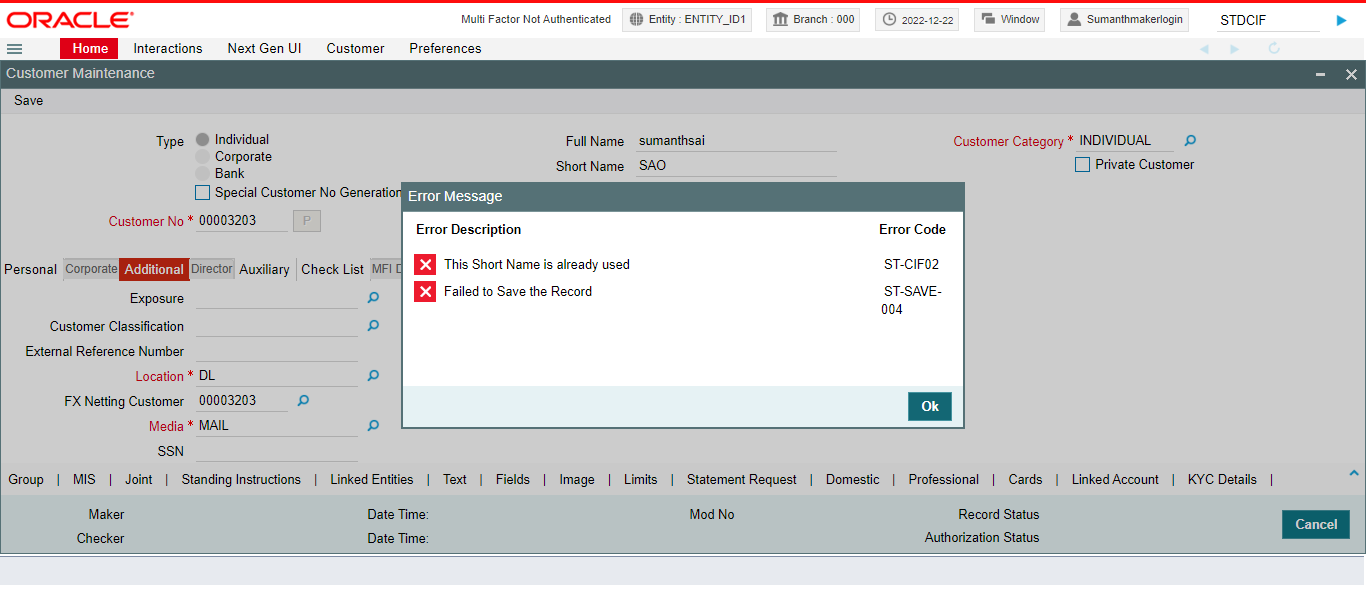 ORACLE
Multi Factor Not Authenticated
Entity : ENTITY_ID1
Branch : 000
2022-12-22
Window
Sumanthmakerlogin
STDCIF
Home Interactions Next Gen UI Customer Preferences
Customer Maintenance
Save
Type
Individual
Corporate
Bank
Special Customer No Generation
Customer No * 00003203 P
Full Name sumanthsai
Short Name SAO
Customer Category * INDIVIDUAL
Private Customer
Personal Corporate Additional Director Auxiliary Check List MFI D
Exposure
Customer Classification
External Reference Number
Location * DL
FX Netting Customer 00003203
Media * MAIL
SSN
Error Message
Error Description Error Code
This Short Name is already used ST-CIF02
Failed to Save the Record ST-SAVE-
004
Ok
Group | MIS | Joint | Standing Instructions | Linked Entities | Text | Fields | Image | Limits | Statement Request | Domestic | Professional | Cards | Linked Account | KYC Details |
Maker Date Time: Mod No Record Status
Checker Date Time: Authorization Status
Cancel